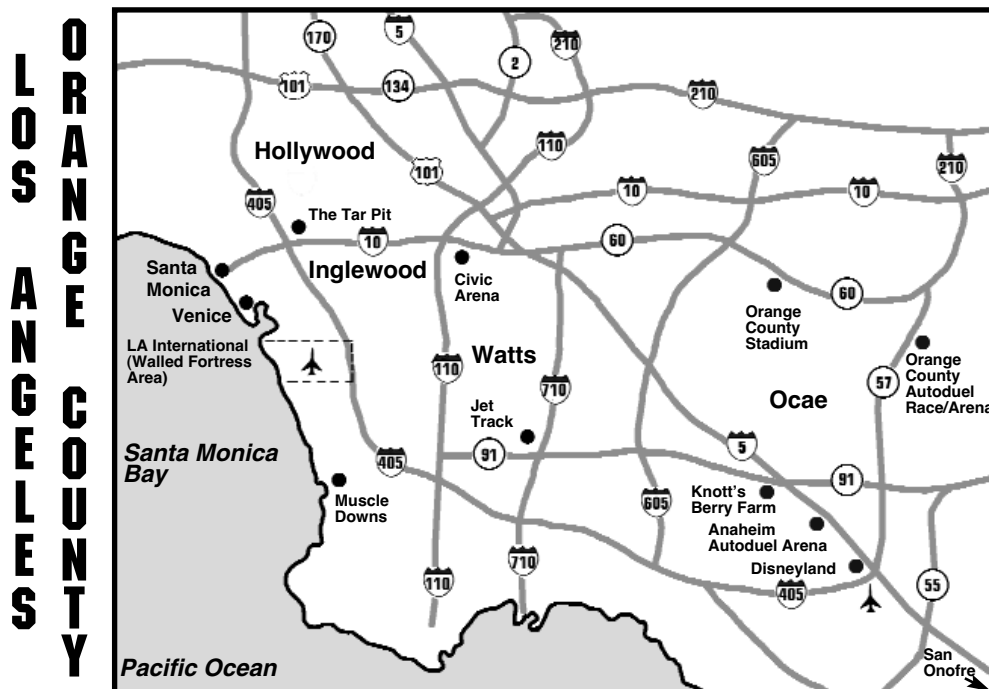 LOS ANGELES
ORANGE COUNTY
170
5
2
210
101
134
210
110
605
101
210
Hollywood
405
10
10
The Tar Pit
10
60
Inglewood
Civic
Arena
Santa
Monica
Venice
60
Orange
County
Stadium
LA International
(Walled Fortress
Area)
Watts
110
710
57
Orange
County
Autoduel
Race/Arena
Ocae
Jet
Track
Santa Monica
Bay
405
91
5
91
Muscle
Downs
605
Knott's
Berry Farm
Anaheim
Autoduel Arena
Disneyland
110
710
405
55
Pacific Ocean
San
Onofre